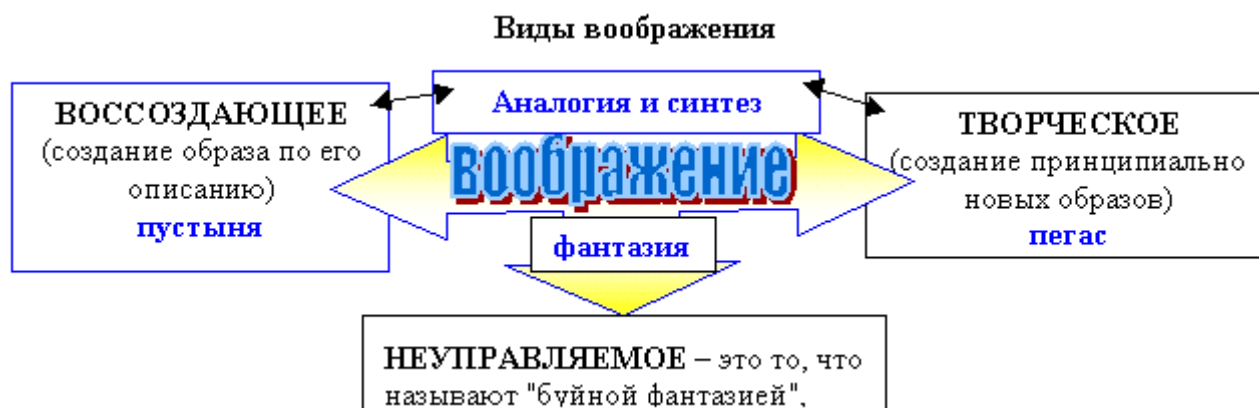 Виды воображения
Аналогия и синтез
ВОССОЗДАЮЩЕЕ
(создание образа по его
описанию)
пустыня
воображение
ТВОРЧЕСКОЕ
(создание принципиально
новых образов)
пегас
фантазия
НЕУПРАВЛЯЕМОЕ – это то, что
называют "буйной фантазией",